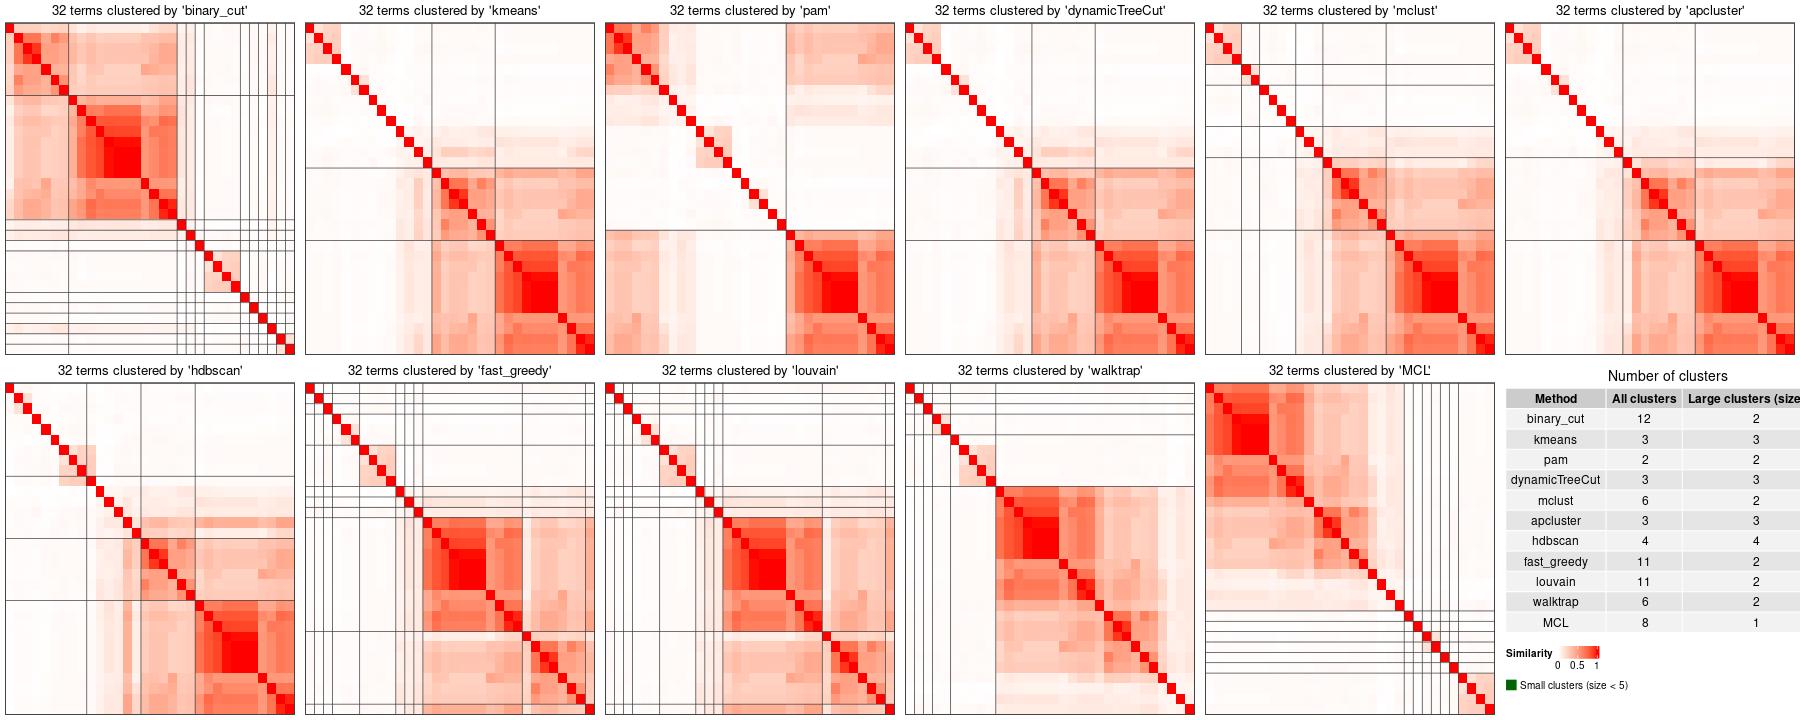 32 terms clustered by 'binary_cut'
32 terms clustered by 'kmeans'
32 terms clustered by 'pam'
32 terms clustered by 'dynamicTreeCut'
32 terms clustered by 'mclust'
32 terms clustered by 'apcluster'
32 terms clustered by 'hdbscan'
32 terms clustered by 'fast_greedy'
32 terms clustered by 'louvain'
32 terms clustered by 'walktrap'
32 terms clustered by 'MCL'
Number of clusters
Method All clusters Large clusters (size
binary_cut 12 2
kmeans 3 3
pam 2 2
dynamicTreeCut 3 3
mclust 6 2
apcluster 3 3
hdbscan 4 4
fast_greedy 11 2
louvain 11 2
walktrap 6 2
MCL 8 1
Similarity
0 0.5 1
Small clusters (size < 5)